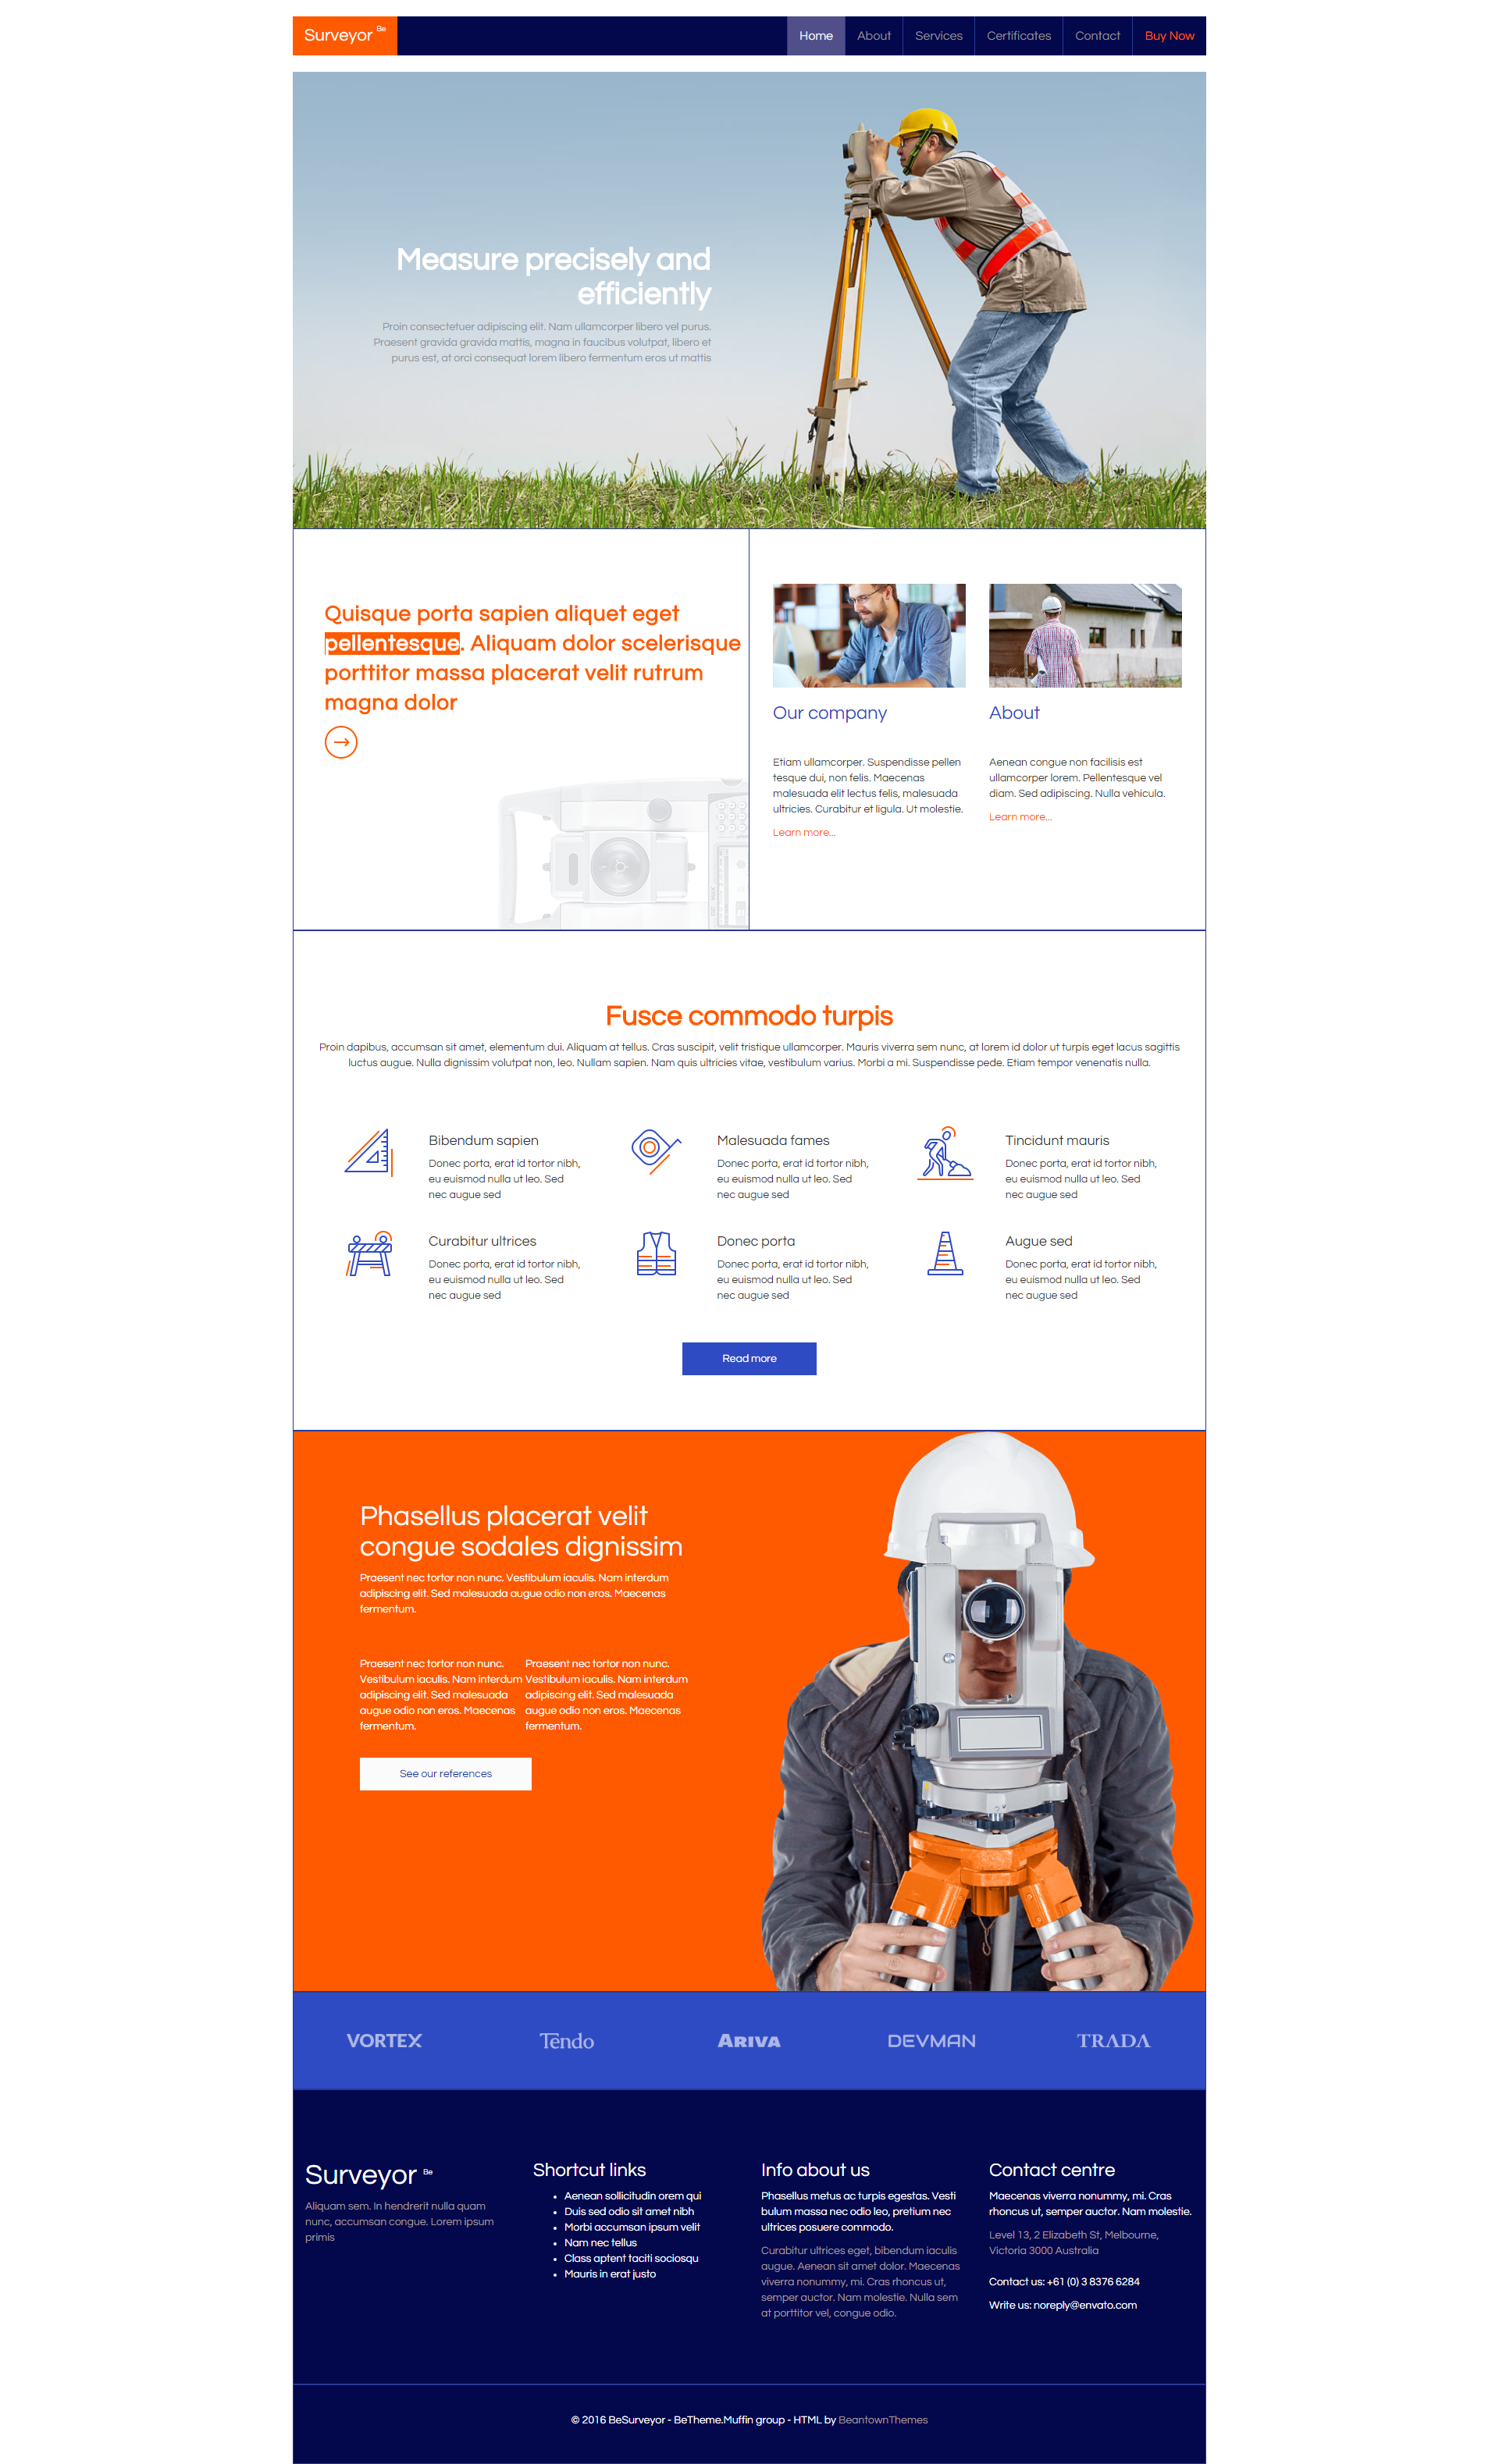 Surveyor Be
Home About Services Certificates Contact Buy Now
Measure precisely and
efficiently
Proin consectetuer adipiscing elit. Nam ullamcorper libero vel purus.
Praesent gravida gravida mattis, magna in faucibus volutpat, libero et
purus est, at orci consequat lorem libero fermentum eros ut mattis
Quisque porta sapien aliquet eget
pellentesque. Aliquam dolor scelerisque
porttitor massa placerat velit rutrum
magna dolor
Our company
Etiam ullamcorper. Suspendisse pellen
tesque dui, non felis. Maecenas
malesuada elit lectus felis, malesuada
ultricies. Curabitur et ligula. Ut molestie.
Learn more...
About
Aenean congue non facilisis est
ullamcorper lorem. Pellentesque vel
diam. Sed adipiscing. Nulla vehicula.
Learn more...
Fusce commodo turpis
Proin dapibus, accumsan sit amet, elementum dui. Aliquam at tellus. Cras suscipit, velit tristique ullamcorper. Mauris viverra sem nunc, at lorem id dolor ut turpis eget lacus sagittis
luctus augue. Nulla dignissim volutpat non, leo. Nullam sapien. Nam quis ultricies vitae, vestibulum varius. Morbi a mi. Suspendisse pede. Etiam tempor venenatis nulla.
Bibendum sapien
Donec porta, erat id tortor nibh,
eu euismod nulla ut leo. Sed
nec augue sed
Malesuada fames
Donec porta, erat id tortor nibh,
eu euismod nulla ut leo. Sed
nec augue sed
Tincidunt mauris
Donec porta, erat id tortor nibh,
eu euismod nulla ut leo. Sed
nec augue sed
Curabitur ultrices
Donec porta, erat id tortor nibh,
eu euismod nulla ut leo. Sed
nec augue sed
Donec porta
Donec porta, erat id tortor nibh,
eu euismod nulla ut leo. Sed
nec augue sed
Augue sed
Donec porta, erat id tortor nibh,
eu euismod nulla ut leo. Sed
nec augue sed
Read more
Phasellus placerat velit
congue sodales dignissim
Praesent nec tortor non nunc. Vestibulum iaculis. Nam interdum
adipiscing elit. Sed malesuada augue odio non eros. Maecenas
fermentum.
Praesent nec tortor non nunc.
Vestibulum iaculis. Nam interdum
adipiscing elit. Sed malesuada
augue odio non eros. Maecenas
fermentum.
Praesent nec tortor non nunc.
Vestibulum iaculis. Nam interdum
adipiscing elit. Sed malesuada
augue odio non eros. Maecenas
fermentum.
See our references
VORTEX Tendo ARIVA DEVMAN TRADA
Surveyor Be
Aliquam sem. In hendrerit nulla quam
nunc, accumsan congue. Lorem ipsum
primis
Shortcut links
Aenean sollicitudin orem qui
Duis sed odio sit amet nibh
Morbi accumsan ipsum velit
Nam nec tellus
Class aptent taciti sociosqu
Mauris in erat justo
Info about us
Phasellus metus ac turpis egestas. Vesti
bulum massa nec odio leo, pretium nec
ultrices posuere commodo.
Curabitur ultrices eget, bibendum iaculis
augue. Aenean sit amet dolor. Maecenas
viverra nonummy, mi. Cras rhoncus ut,
semper auctor. Nam molestie. Nulla sem
at porttitor vel, congue odio.
Contact centre
Maecenas viverra nonummy, mi. Cras
rhoncus ut, semper auctor. Nam molestie.
Level 13, 2 Elizabeth St, Melbourne,
Victoria 3000 Australia
Contact us: +61 (0) 3 8376 6284
Write us: noreply@envato.com
© 2016 BeSurveyor - BeTheme.Muffin group - HTML by BeantownThemes